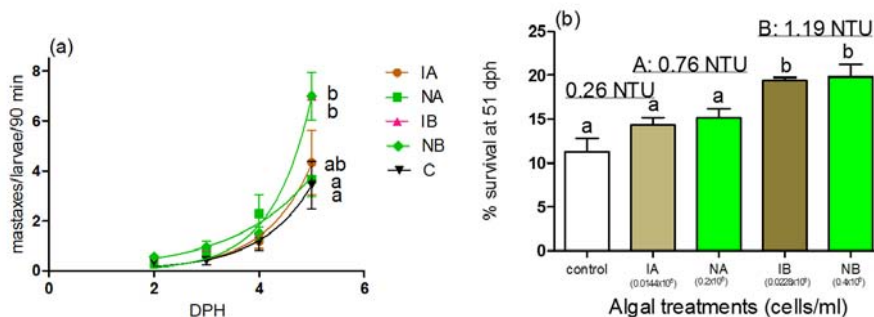 (a)
mastaxes/larvae/90 min
8
6
4
2
0
0
2
4
6
DPH
b
b
ab
a
a
IA
NA
IB
NB
C
(b)
% survival at 51 dph
25
20
15
10
5
0
B: 1.19 NTU
A: 0.76 NTU
0.26 NTU
a
a
a
b
b
control
IA
NA
IB
NB
(0.0144x10⁶)
(0.2x10⁶)
(0.0228x10⁶)
(0.4x10⁶)
Algal treatments (cells/ml)